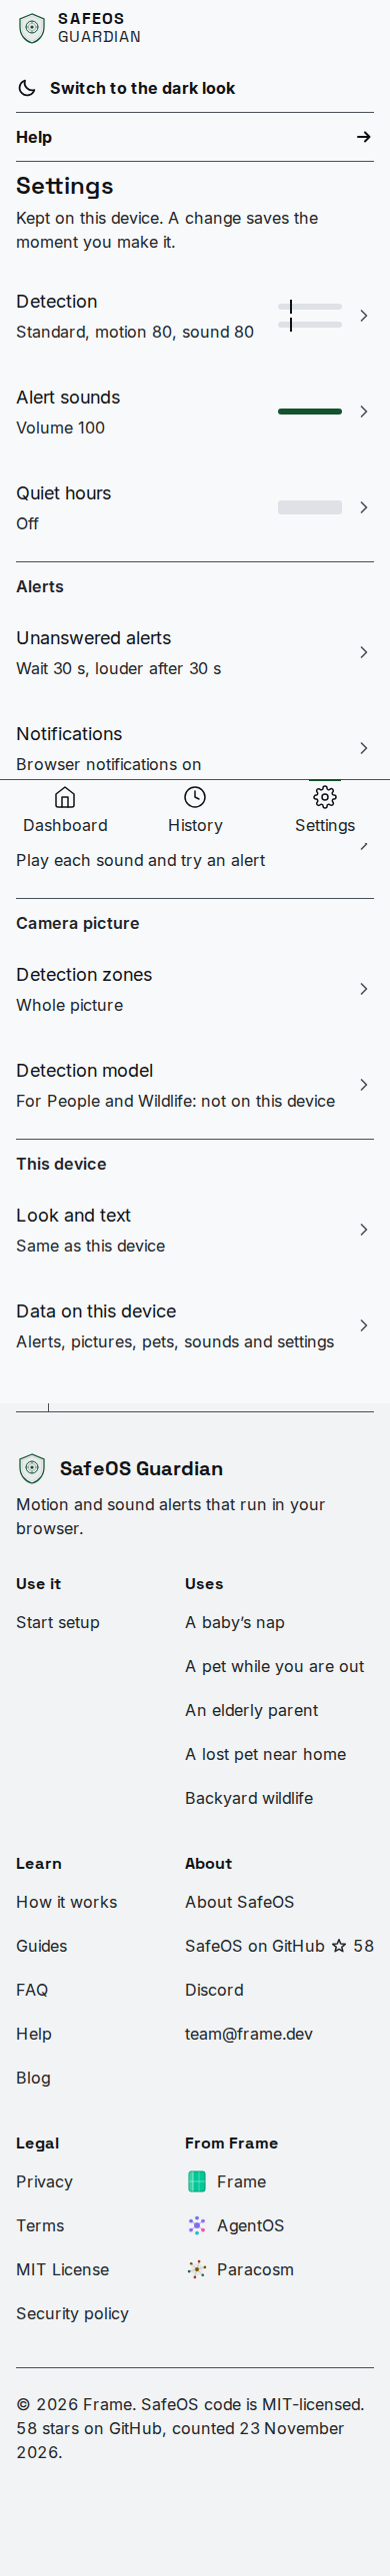 SAFEOS
GUARDIAN
Switch to the dark look
Help
Settings
Kept on this device. A change saves the
moment you make it.
Detection
Standard, motion 80, sound 80
Alert sounds
Volume 100
Quiet hours
Off
Alerts
Unanswered alerts
Wait 30 s, louder after 30 s
Notifications
Browser notifications on
Dashboard
History
Settings
Play each sound and try an alert
Camera picture
Detection zones
Whole picture
Detection model
For People and Wildlife: not on this device
This device
Look and text
Same as this device
Data on this device
Alerts, pictures, pets, sounds and settings
SafeOS Guardian
Motion and sound alerts that run in your
browser.
Use it
Start setup
Uses
A baby’s nap
A pet while you are out
An elderly parent
A lost pet near home
Backyard wildlife
Learn
How it works
Guides
FAQ
Help
Blog
About
About SafeOS
SafeOS on GitHub ☆ 58
Discord
team@frame.dev
Legal
Privacy
Terms
MIT License
Security policy
From Frame
Frame
AgentOS
Paracosm
© 2026 Frame. SafeOS code is MIT-licensed.
58 stars on GitHub, counted 23 November
2026.